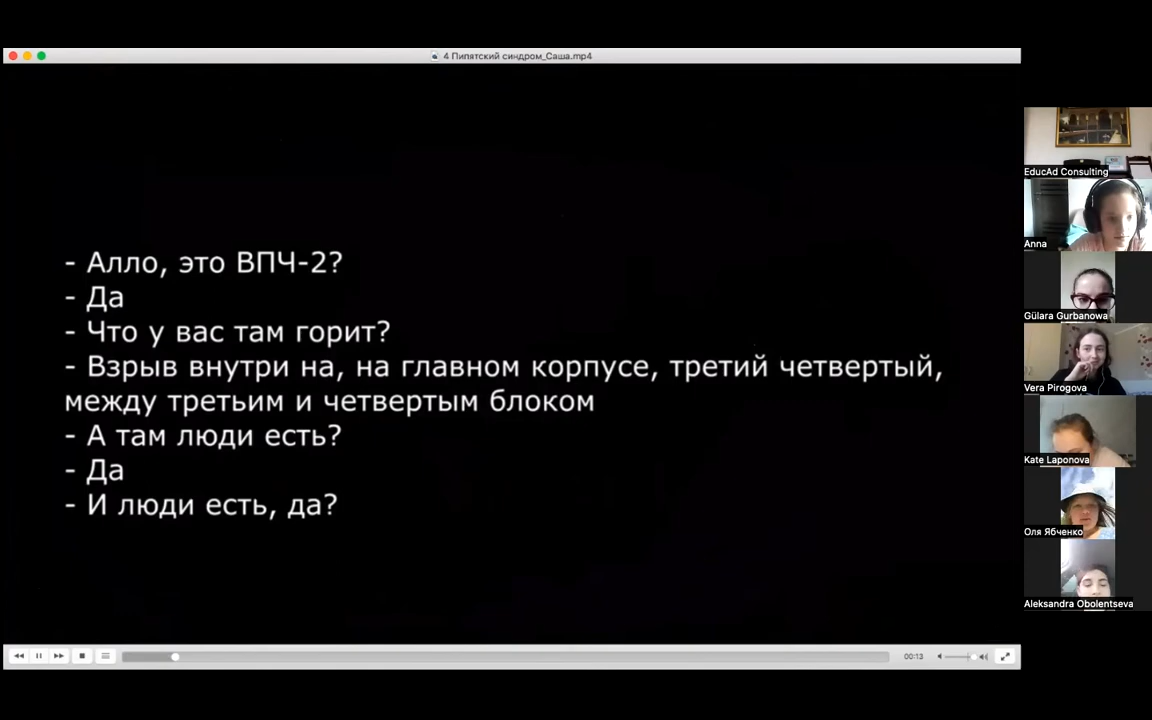 4 Пипятский синдром_Саша.mp4
- Алло, это ВПЧ-2?
- Да
- Что у вас там горит?
- Взрыв внутри на, на главном корпусе, третий четвертый,
между третьим и четвертым блоком
- А там люди есть?
- Да
- И люди есть, да?
00:13
EducAd Consulting
Anna
Gülara Gurbanowa
Vera Pirogova
Kate Laponova
Оля Ябченко
Aleksandra Obolentseva